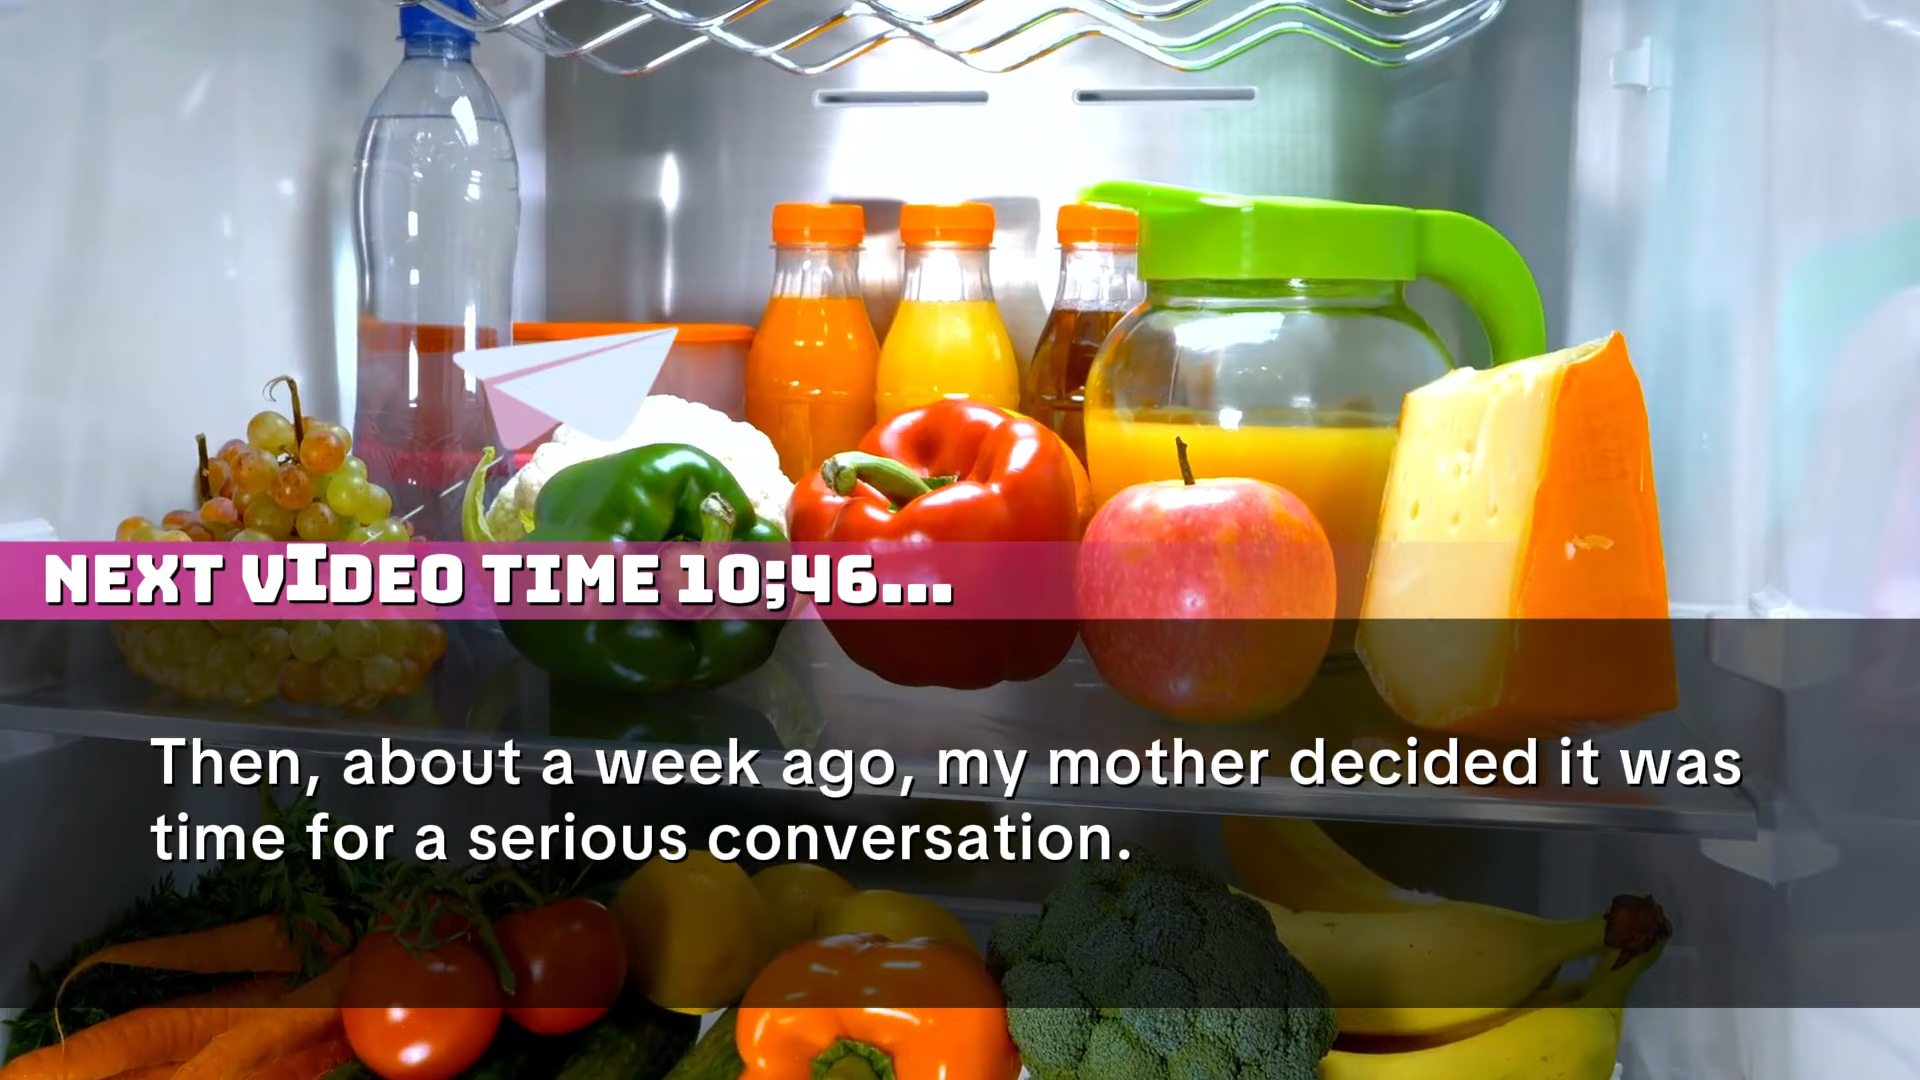 NEXT VIDEO TIME 10;46...
Then, about a week ago, my mother decided it was
time for a serious conversation.